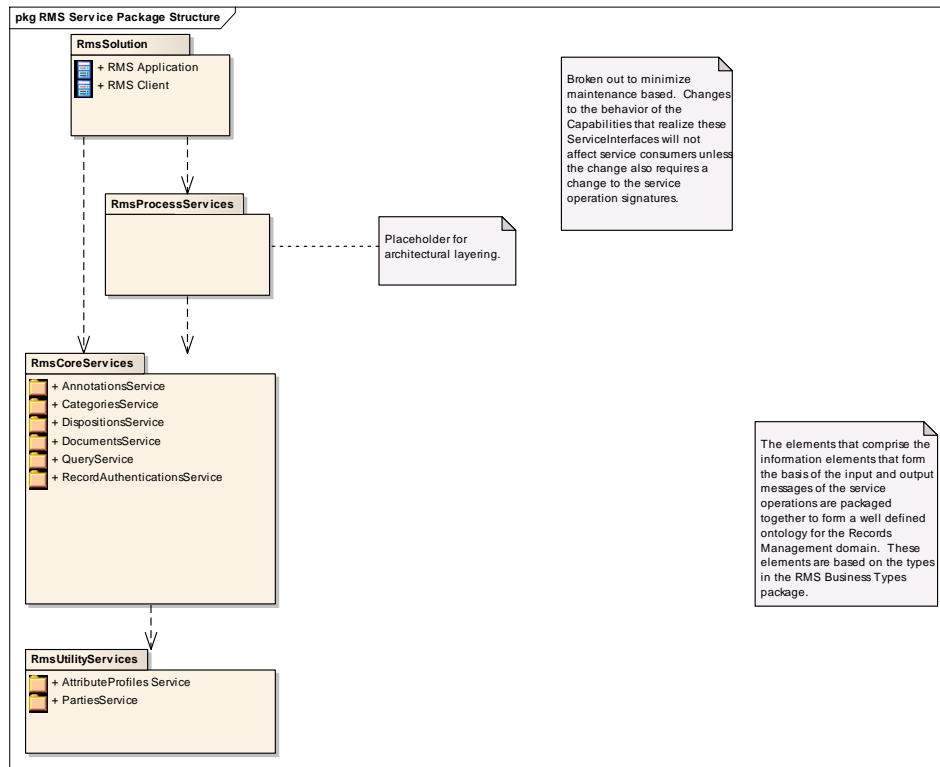 pkg RMS Service Package Structure
RmsSolution
+ RMS Application
+ RMS Client
Broken out to minimize
maintenance based. Changes
to the behavior of the
Capabilities that realize these
ServiceInterfaces will not
affect service consumers unless
the change also requires a
change to the service
operation signatures.
RmsProcessServices
Placeholder for
architectural layering.
RmsCoreServices
+ AnnotationsService
+ CategoriesService
+ DispositionsService
+ DocumentsService
+ QueryService
+ RecordAuthenticationsService
The elements that comprise the
information elements that form
the basis of the input and output
messages of the service
operations are packaged
together to form a well defined
ontology for the Records
Management domain. These
elements are based on the types
in the RMS Business Types
package.
RmsUtilityServices
+ AttributeProfiles Service
+ PartiesService